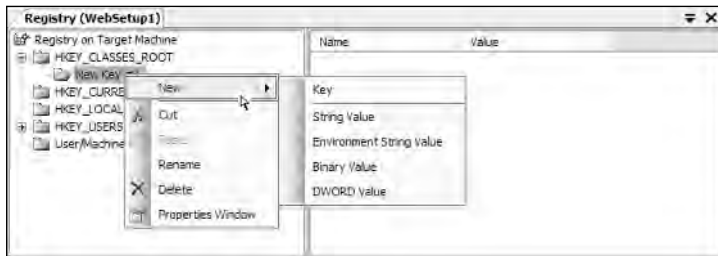 Registry (WebSetup1)
Registry on Target Machine
HKEY_CLASSES_ROOT
New Key
HKEY_CURRE
HKEY_LOCAL
HKEY_USERS
User/Machine
Name Value
New
Cut
Paste
Rename
Delete
Properties Window
Key
String Value
Environment String Value
Binary Value
DWORD Value